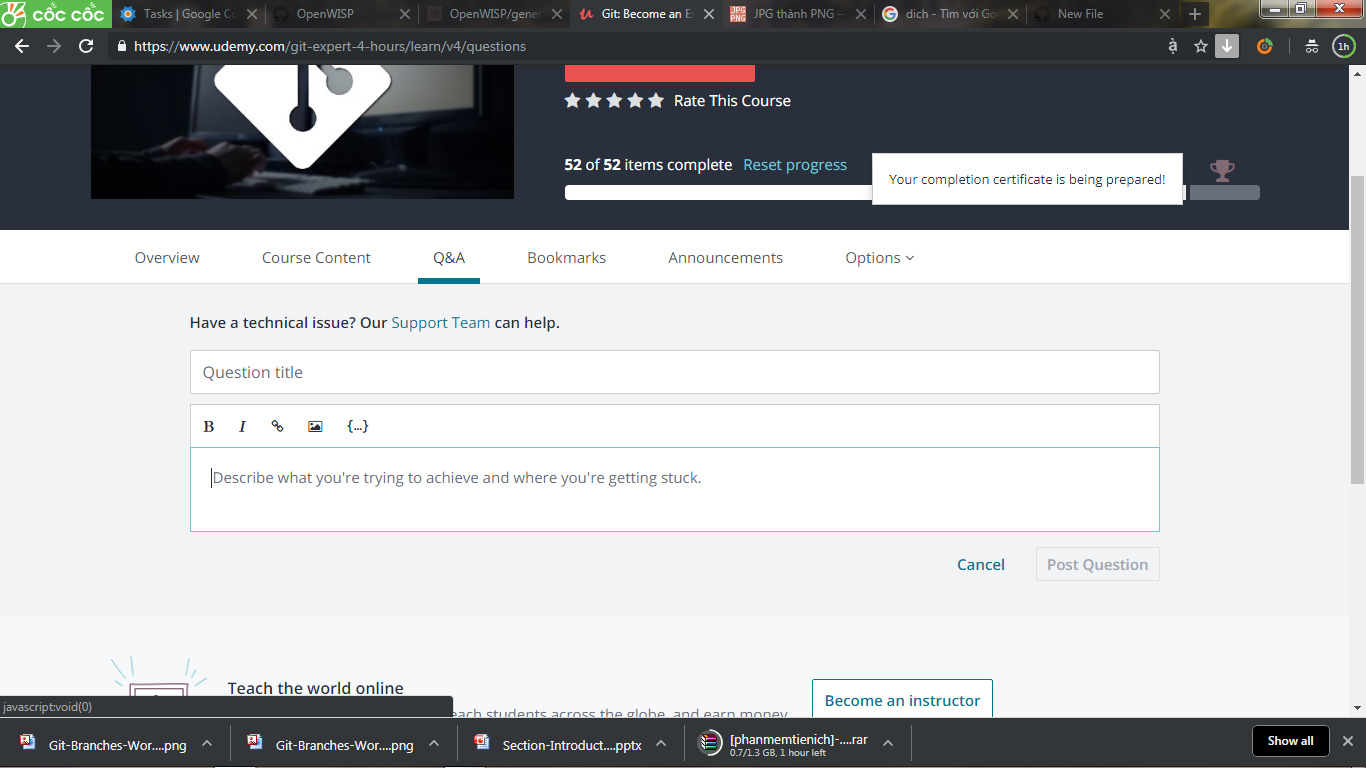 cốc cốc
Tasks | Google Co
OpenWISP
OpenWISP/gener
Git: Become an E
JPG thành PNG –
dich - Tìm với Go
New File
https://www.udemy.com/git-expert-4-hours/learn/v4/questions
ạ
1h
Rate This Course
52 of 52 items complete Reset progress
Your completion certificate is being prepared!
Overview
Course Content
Q&A
Bookmarks
Announcements
Options
Have a technical issue? Our Support Team can help.
Question title
B I {...}
Describe what you're trying to achieve and where you're getting stuck.
Cancel
Post Question
Teach the world online
each students across the globe, and earn money
Become an instructor
javascript:void(0)
Git-Branches-Wor....png
Git-Branches-Wor....png
Section-Introduct....pptx
[phanmemtienich]-....rar
0.7/1.3 GB, 1 hour left
Show all